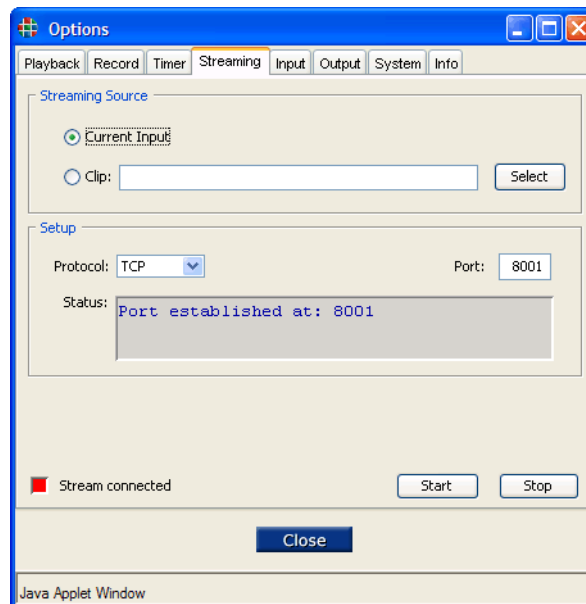 Options
Playback Record Timer Streaming Input Output System Info
Streaming Source
Current Input
Clip: Select
Setup
Protocol: TCP Port: 8001
Status: Port established at: 8001
Stream connected Start Stop
Close
Java Applet Window